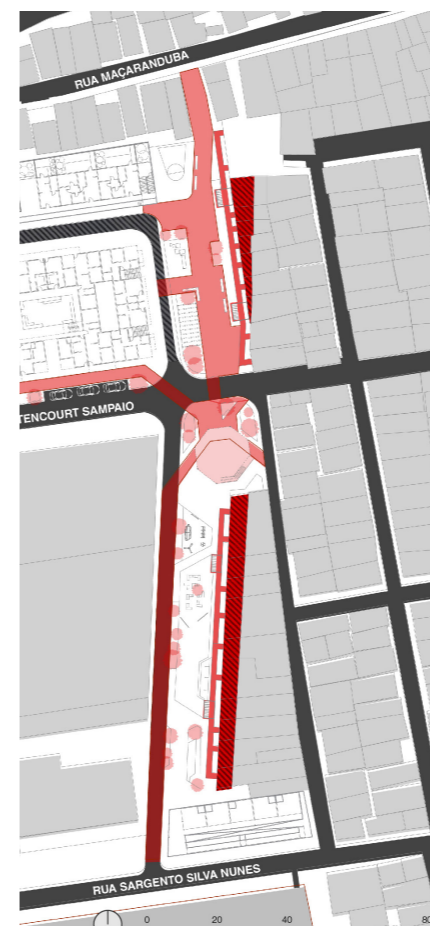 RUA MAÇARANDUBA
TENCOURT SAMPAIO
RUA SARGENTO SILVA NUNES
0 20 40 80